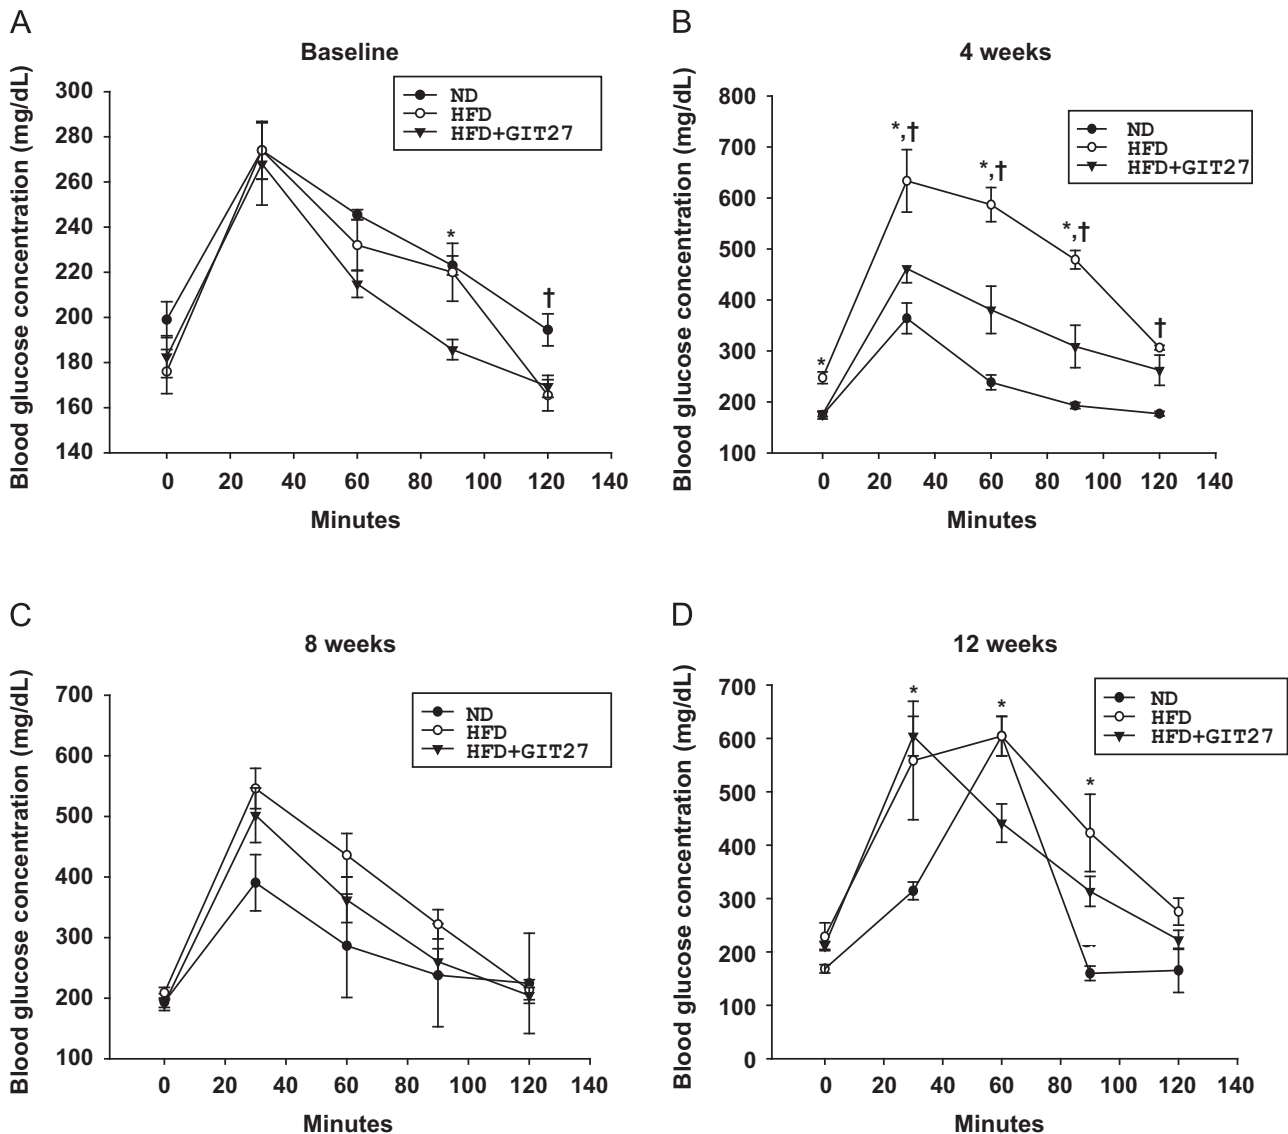 A
Baseline
Blood glucose concentration (mg/dL)
300
280
260
240
220
200
180
160
140
ND
HFD
HFD+GIT27
*
†
0 20 40 60 80 100 120 140
Minutes
B
4 weeks
Blood glucose concentration (mg/dL)
800
700
600
500
400
300
200
100
ND
HFD
HFD+GIT27
*
*,†
*,†
*,†
†
0 20 40 60 80 100 120 140
Minutes
C
8 weeks
Blood glucose concentration (mg/dL)
700
600
500
400
300
200
100
ND
HFD
HFD+GIT27
0 20 40 60 80 100 120 140
Minutes
D
12 weeks
Blood glucose concentration (mg/dL)
700
600
500
400
300
200
100
0
ND
HFD
HFD+GIT27
*
*
*
0 20 40 60 80 100 120 140
Minutes